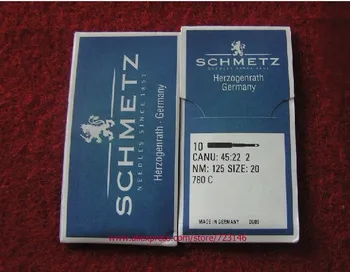 SCHMETZ
NEEDLES SINCE 1851
Herzogenrath · Germany
SCHMETZ
Herzogenrath
Germany
10
CANU: 45:22 2
NM: 125 SIZE: 20
780 C
MADE IN GERMANY